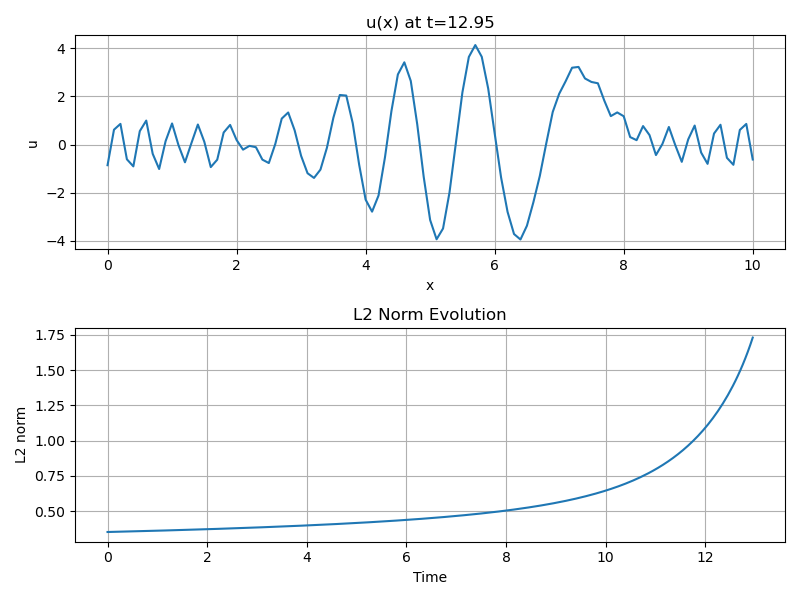 u(x) at t=12.95
4
2
0
−2
−4
u
0 2 4 6 8 10
x
L2 Norm Evolution
1.75
1.50
1.25
1.00
0.75
0.50
L2 norm
0 2 4 6 8 10 12
Time